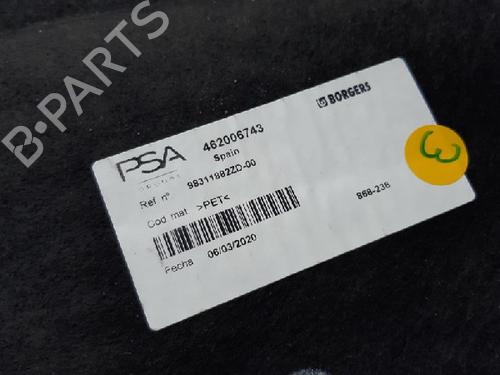 B-PARTS
PSA
GROUPE
462006743
Spain
BORGERS
Ref nº 98311982ZD-00
Cod mat >PET<
868-236
Fecha 06/03/2020
3